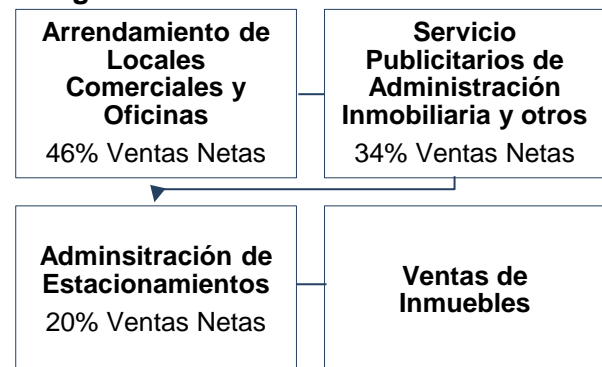 Arrendamiento de
Locales
Comerciales y
Oficinas
46% Ventas Netas
Servicio
Publicitarios de
Administración
Inmobiliaria y otros
34% Ventas Netas
Adminsitración de
Estacionamientos
20% Ventas Netas
Ventas de
Inmuebles